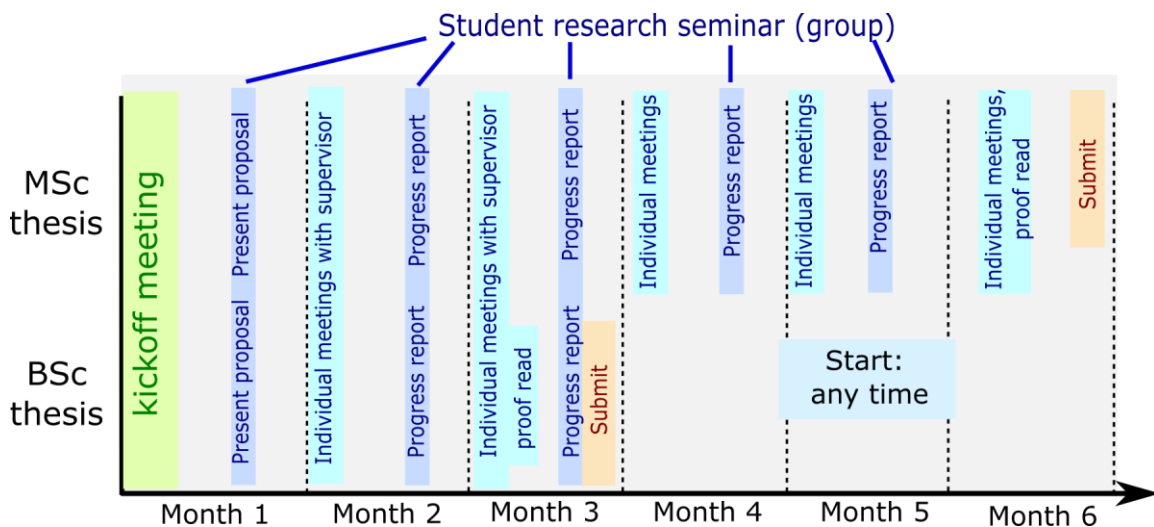 Student research seminar (group)
MSc
thesis
BSc
thesis
kickoff meeting
Present proposal
Present proposal
Individual meetings with supervisor
Progress report
Progress report
Individual meetings with supervisor
proof read
Progress report
Progress report
Submit
Individual meetings
Progress report
Individual meetings
Progress report
Individual meetings,
proof read
Submit
Start:
any time
Month 1
Month 2
Month 3
Month 4
Month 5
Month 6